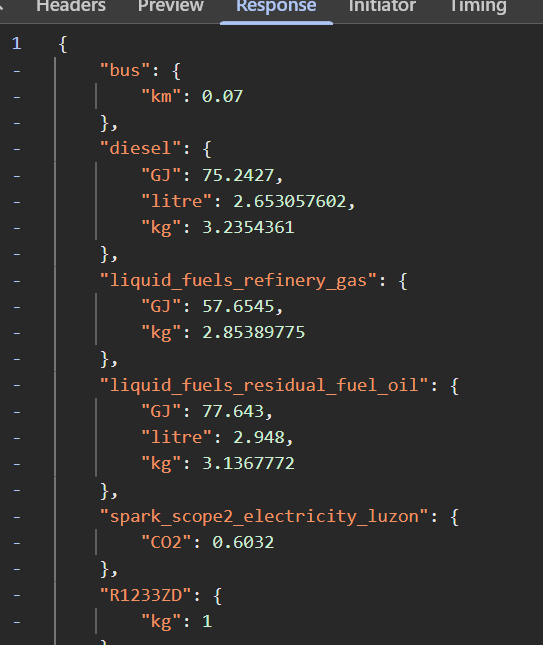 Headers Preview Response Initiator Timing
1 {
- "bus": {
- "km": 0.07
- },
- "diesel": {
- "GJ": 75.2427,
- "litre": 2.653057602,
- "kg": 3.2354361
- },
- "liquid_fuels_refinery_gas": {
- "GJ": 57.6545,
- "kg": 2.85389775
- },
- "liquid_fuels_residual_fuel_oil": {
- "GJ": 77.643,
- "litre": 2.948,
- "kg": 3.1367772
- },
- "spark_scope2_electricity_luzon": {
- "CO2": 0.6032
- },
- "R1233ZD": {
- "kg": 1